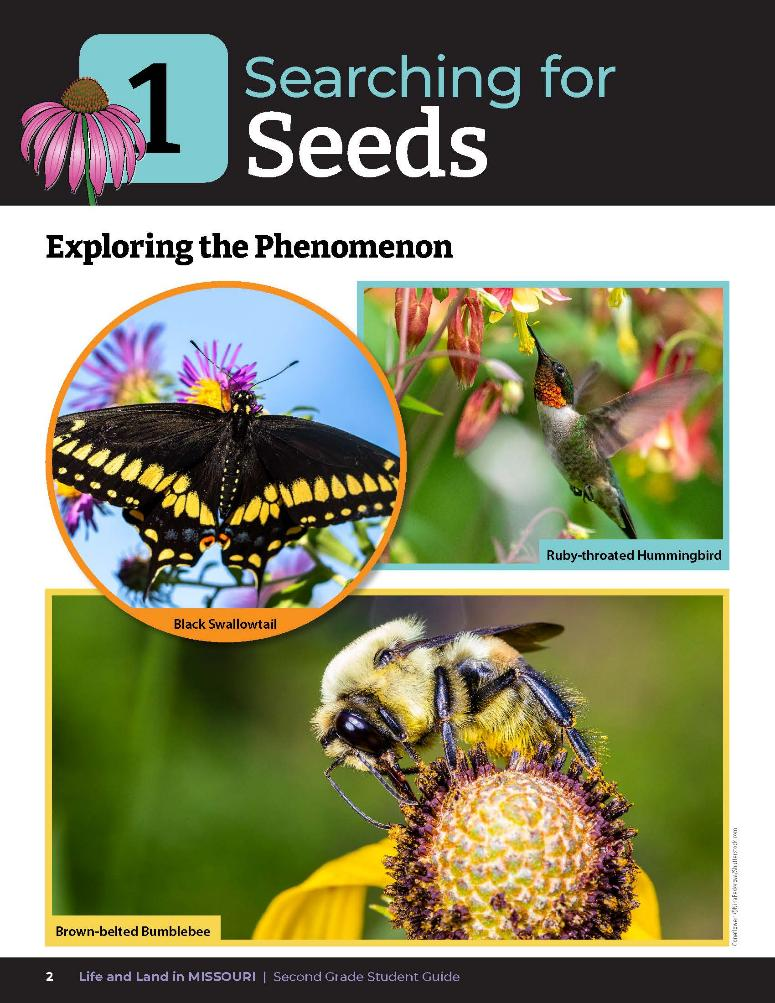 1
Searching for
Seeds
Exploring the Phenomenon
Ruby-throated Hummingbird
Black Swallowtail
Brown-belted Bumblebee
2 Life and Land in MISSOURI | Second Grade Student Guide